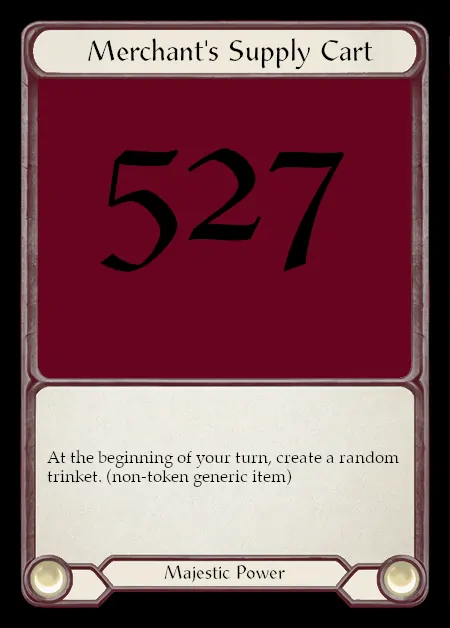 Merchant's Supply Cart
527
At the beginning of your turn, create a random
trinket. (non-token generic item)
Majestic Power